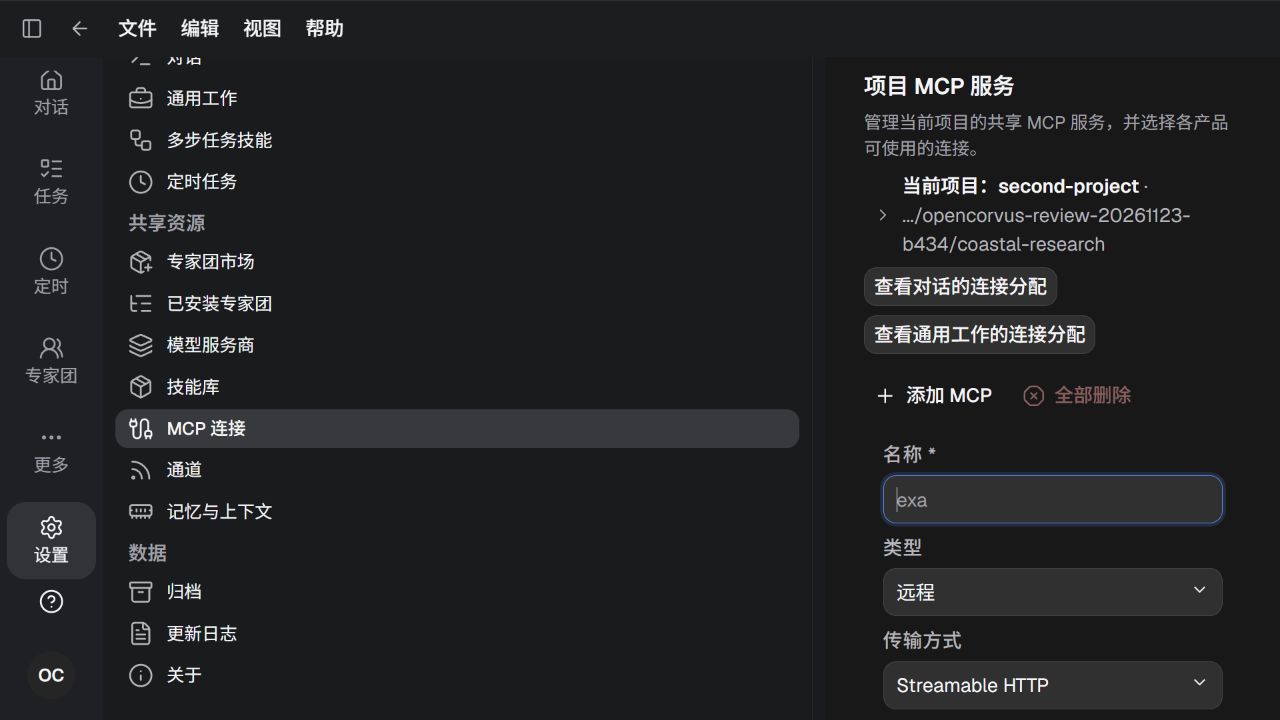 文件 编辑 视图 帮助
对话
任务
定时
专家团
更多
设置
OC
对话
通用工作
多步任务技能
定时任务
共享资源
专家团市场
已安装专家团
模型服务商
技能库
MCP 连接
通道
记忆与上下文
数据
归档
更新日志
关于
项目 MCP 服务
管理当前项目的共享 MCP 服务，并选择各产品
可使用的连接。
当前项目：second-project ·
.../opencorvus-review-20261123-
b434/coastal-research
查看对话的连接分配
查看通用工作的连接分配
添加 MCP 全部删除
名称 *
exa
类型
远程
传输方式
Streamable HTTP